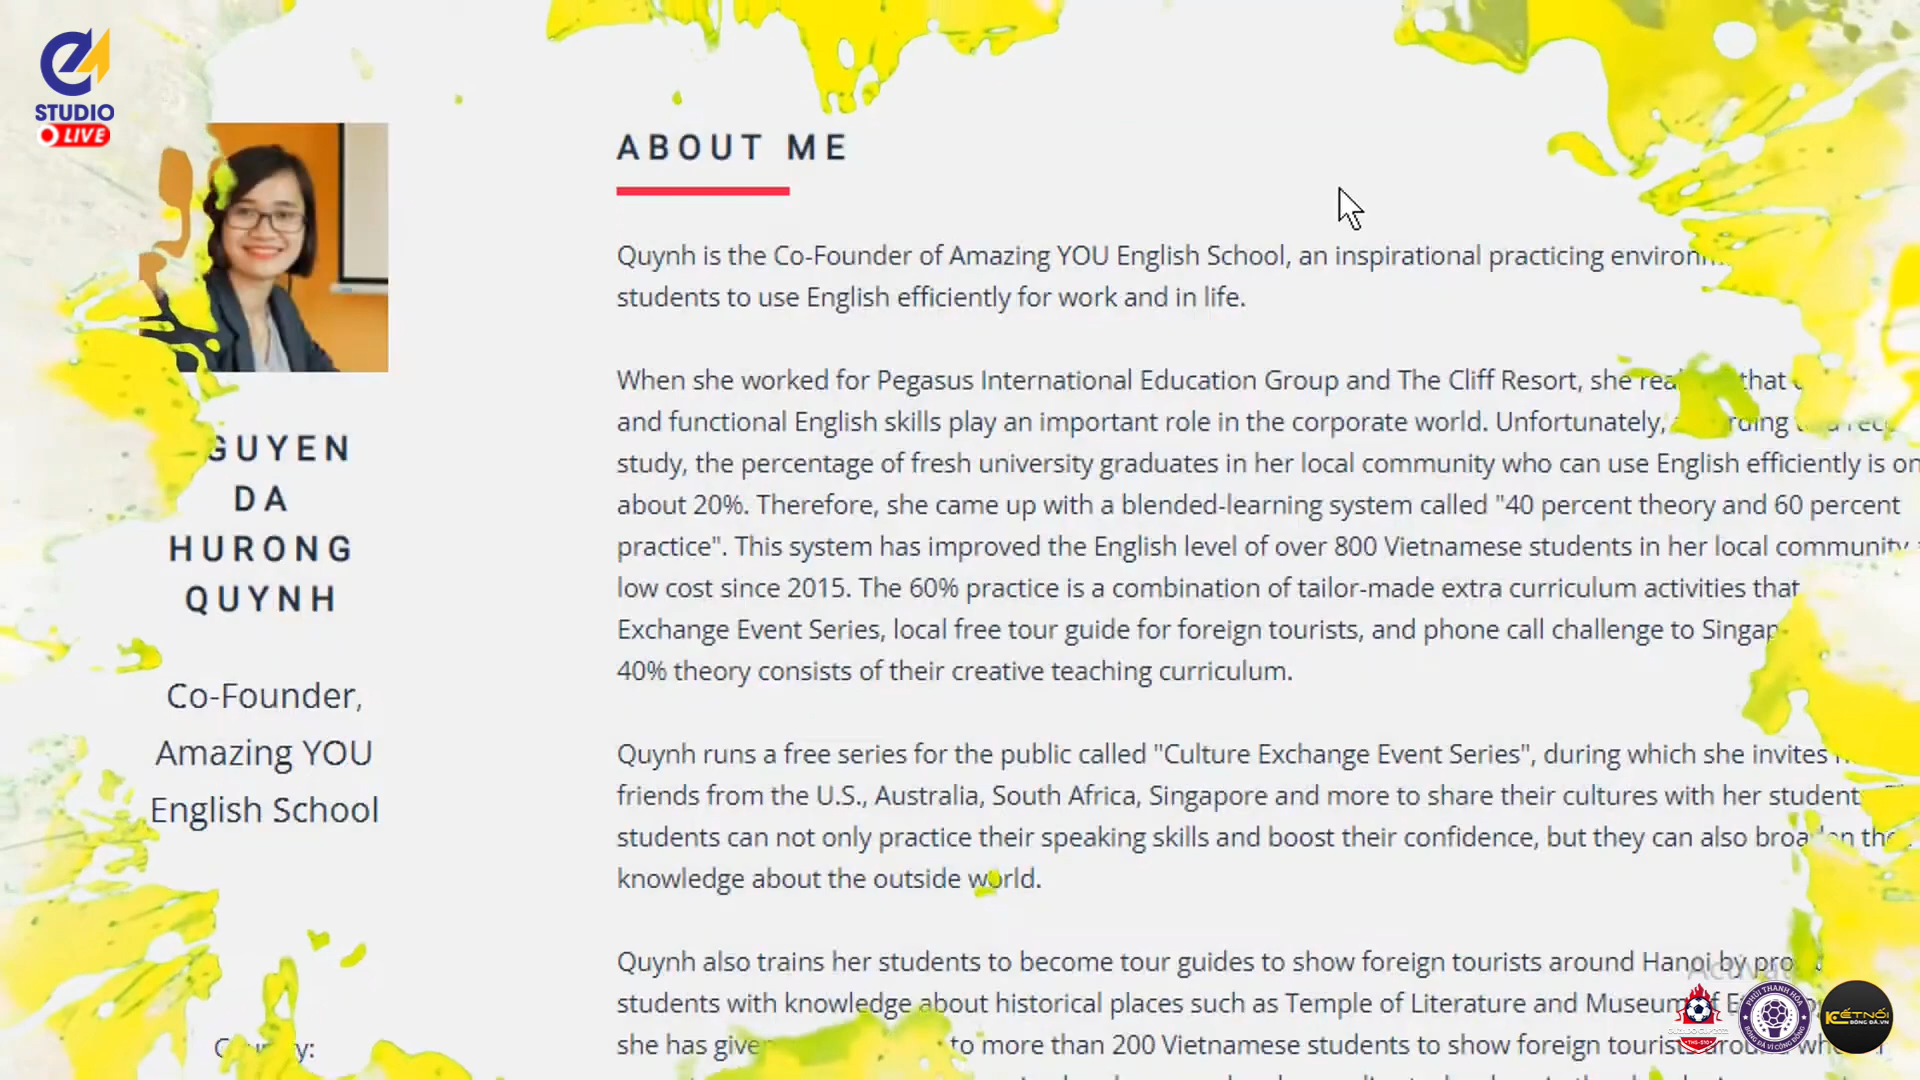 STUDIO
LIVE
ABOUT ME
Quynh is the Co-Founder of Amazing YOU English School, an inspirational practicing
students to use English efficiently for work and in life.
When she worked for Pegasus International Education Group and The Cliff Resort, she that
and functional English skills play an important role in the corporate world. Unfortunately,
study, the percentage of fresh university graduates in her local community who can use English efficiently is
about 20%. Therefore, she came up with a blended-learning system called "40 percent theory and 60 percent
practice". This system has improved the English level of over 800 Vietnamese students in her local community
low cost since 2015. The 60% practice is a combination of tailor-made extra curriculum activities that
Exchange Event Series, local free tour guide for foreign tourists, and phone call challenge to
40% theory consists of their creative teaching curriculum.
Quynh runs a free series for the public called "Culture Exchange Event Series", during which she invites
friends from the U.S., Australia, South Africa, Singapore and more to share their cultures with her
students can not only practice their speaking skills and boost their confidence, but they can also
knowledge about the outside world.
Quynh also trains her students to become tour guides to show foreign tourists around Hanoi by
students with knowledge about historical places such as Temple of Literature and Museum of
she has to more than 200 Vietnamese students to show foreign tourists
GUYEN
DA
HURONG
QUYNH
Co-Founder,
Amazing YOU
English School
Country:
KẾT NỐI
BÓNG ĐÁ.VN